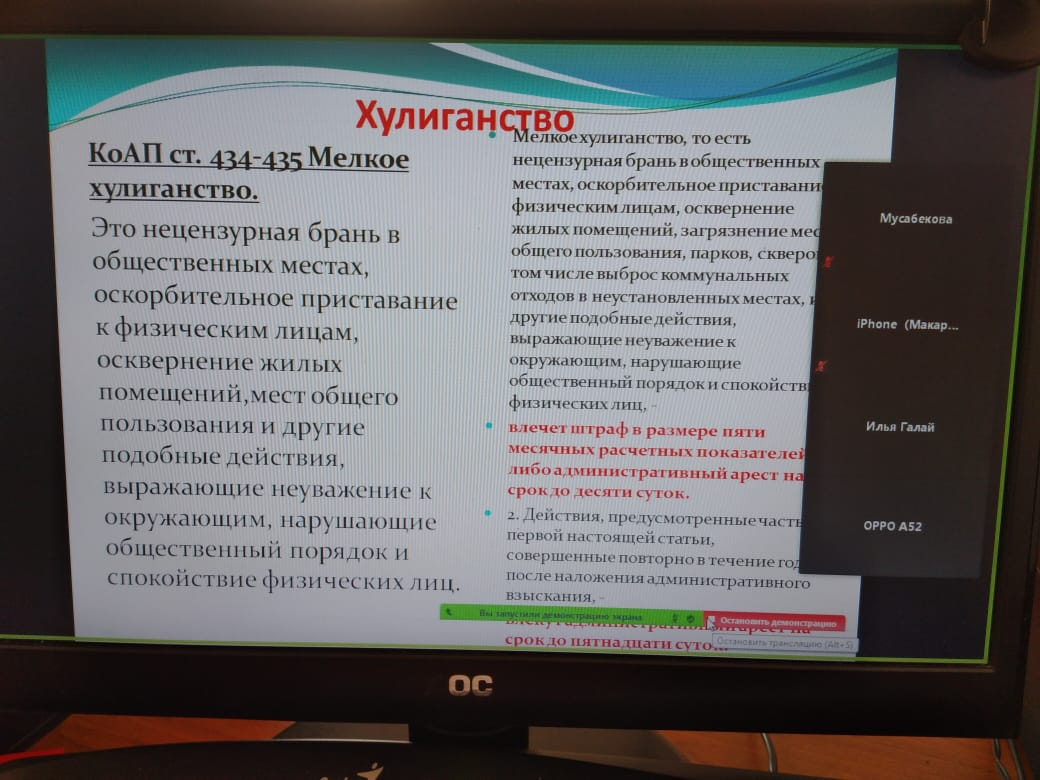 Хулиганство
КоАП ст. 434-435 Мелкое
хулиганство.
Это нецензурная брань в
общественных местах,
оскорбительное приставание
к физическим лицам,
осквернение жилых
помещений,мест общего
пользования и другие
подобные действия,
выражающие неуважение к
окружающим, нарушающие
общественный порядок и
спокойствие физических лиц.
Мелкое хулиганство, то есть
нецензурная брань в общественных
местах, оскорбительное приставани
физическим лицам, осквернение
жилых помещений, загрязнение мес
общего пользования, парков, скверо
том числе выброс коммунальных
отходов в неустановленных местах, и
другие подобные действия,
выражающие неуважение к
окружающим, нарушающие
общественный порядок и спокойств
физических лиц, -
влечет штраф в размере пяти
месячных расчетных показателей
либо административный арест на
срок до десяти суток.
2. Действия, предусмотренные часть
первой настоящей статьи,
совершенные повторно в течение год
после наложения административного
взыскания, -
срок до пятнадцати суток.
Мусабекова
iPhone (Макар...
Илья Галай
OPPO A52
Вы запустили демонстрацию экрана
Остановить демонстрацию
Остановить трансляцию (Alt+S)
OC